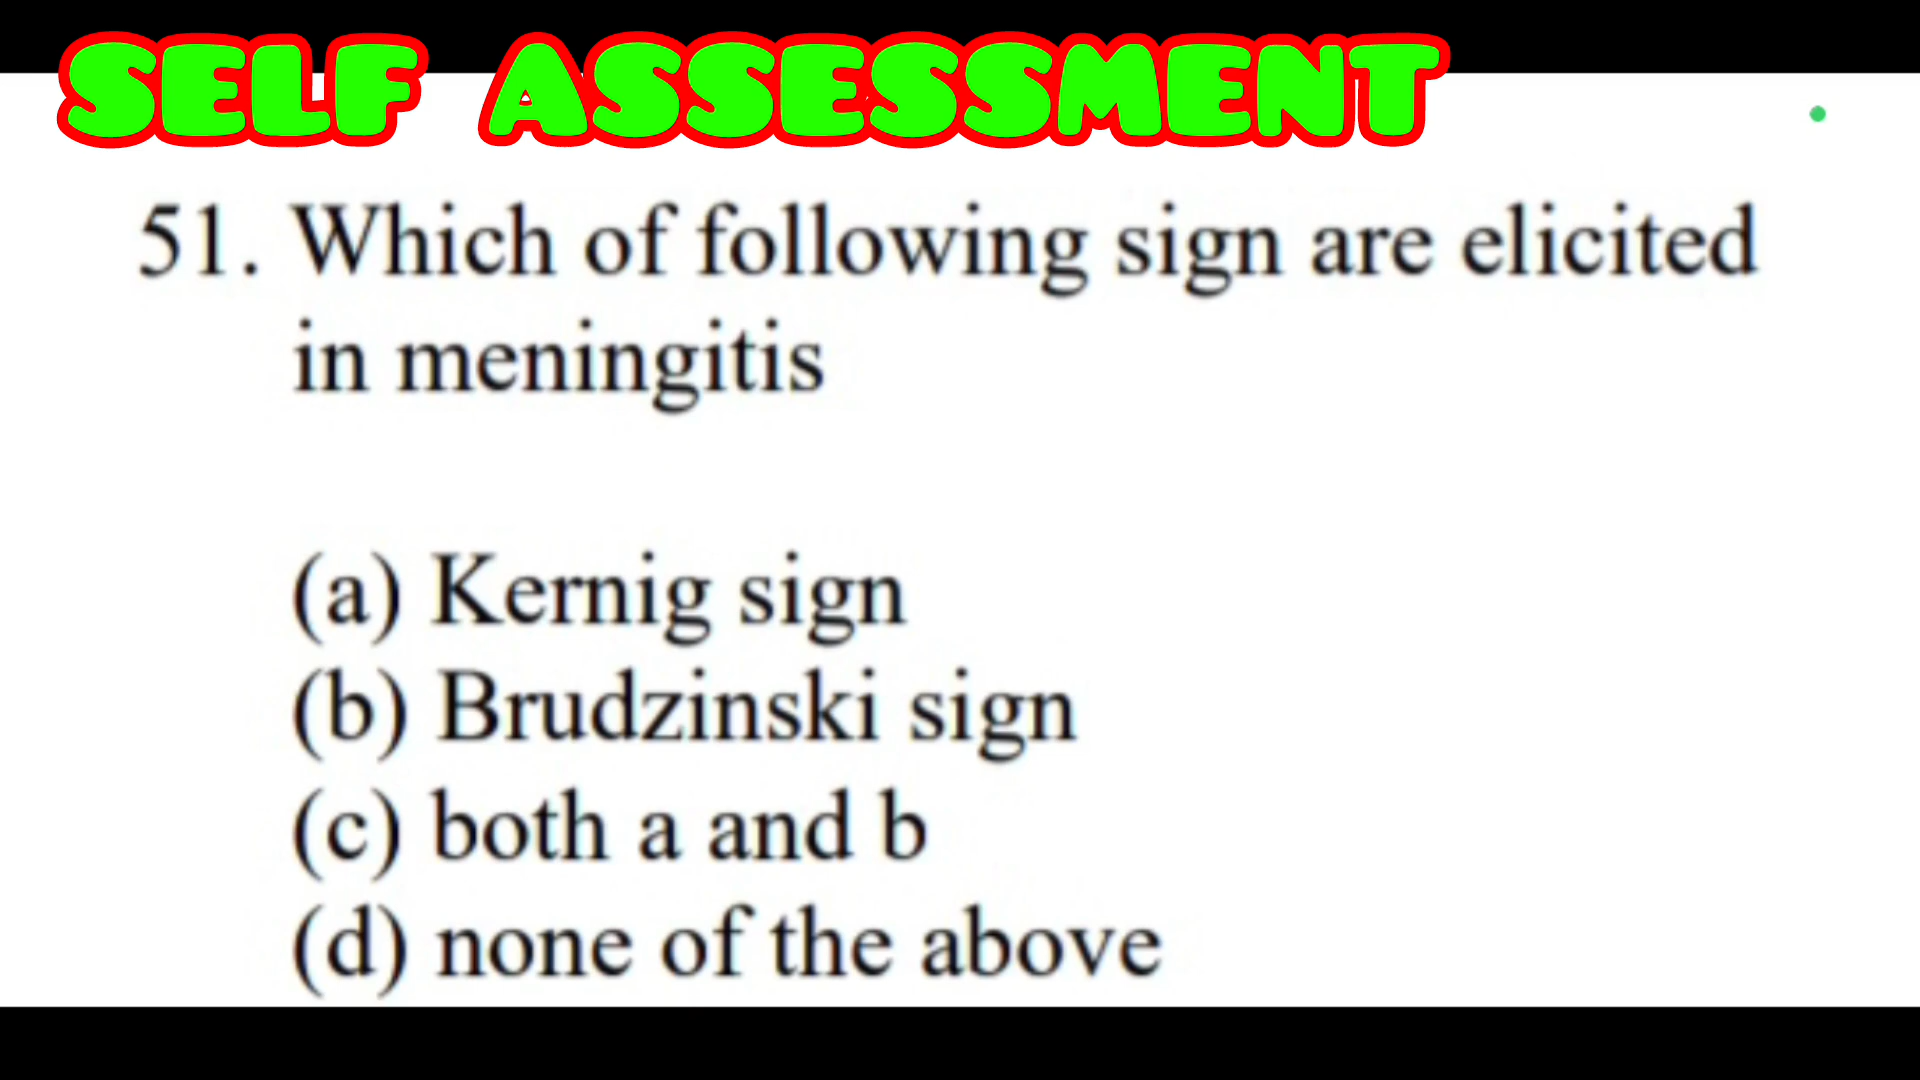 SELF ASSESSMENT
51. Which of following sign are elicited
in meningitis
(a) Kernig sign
(b) Brudzinski sign
(c) both a and b
(d) none of the above